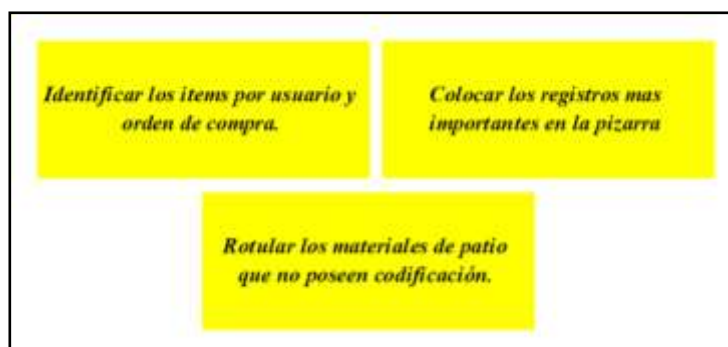 Identificar los items por usuario y
orden de compra.
Colocar los registros mas
importantes en la pizarra
Rotular los materiales de patio
que no poseen codificación.